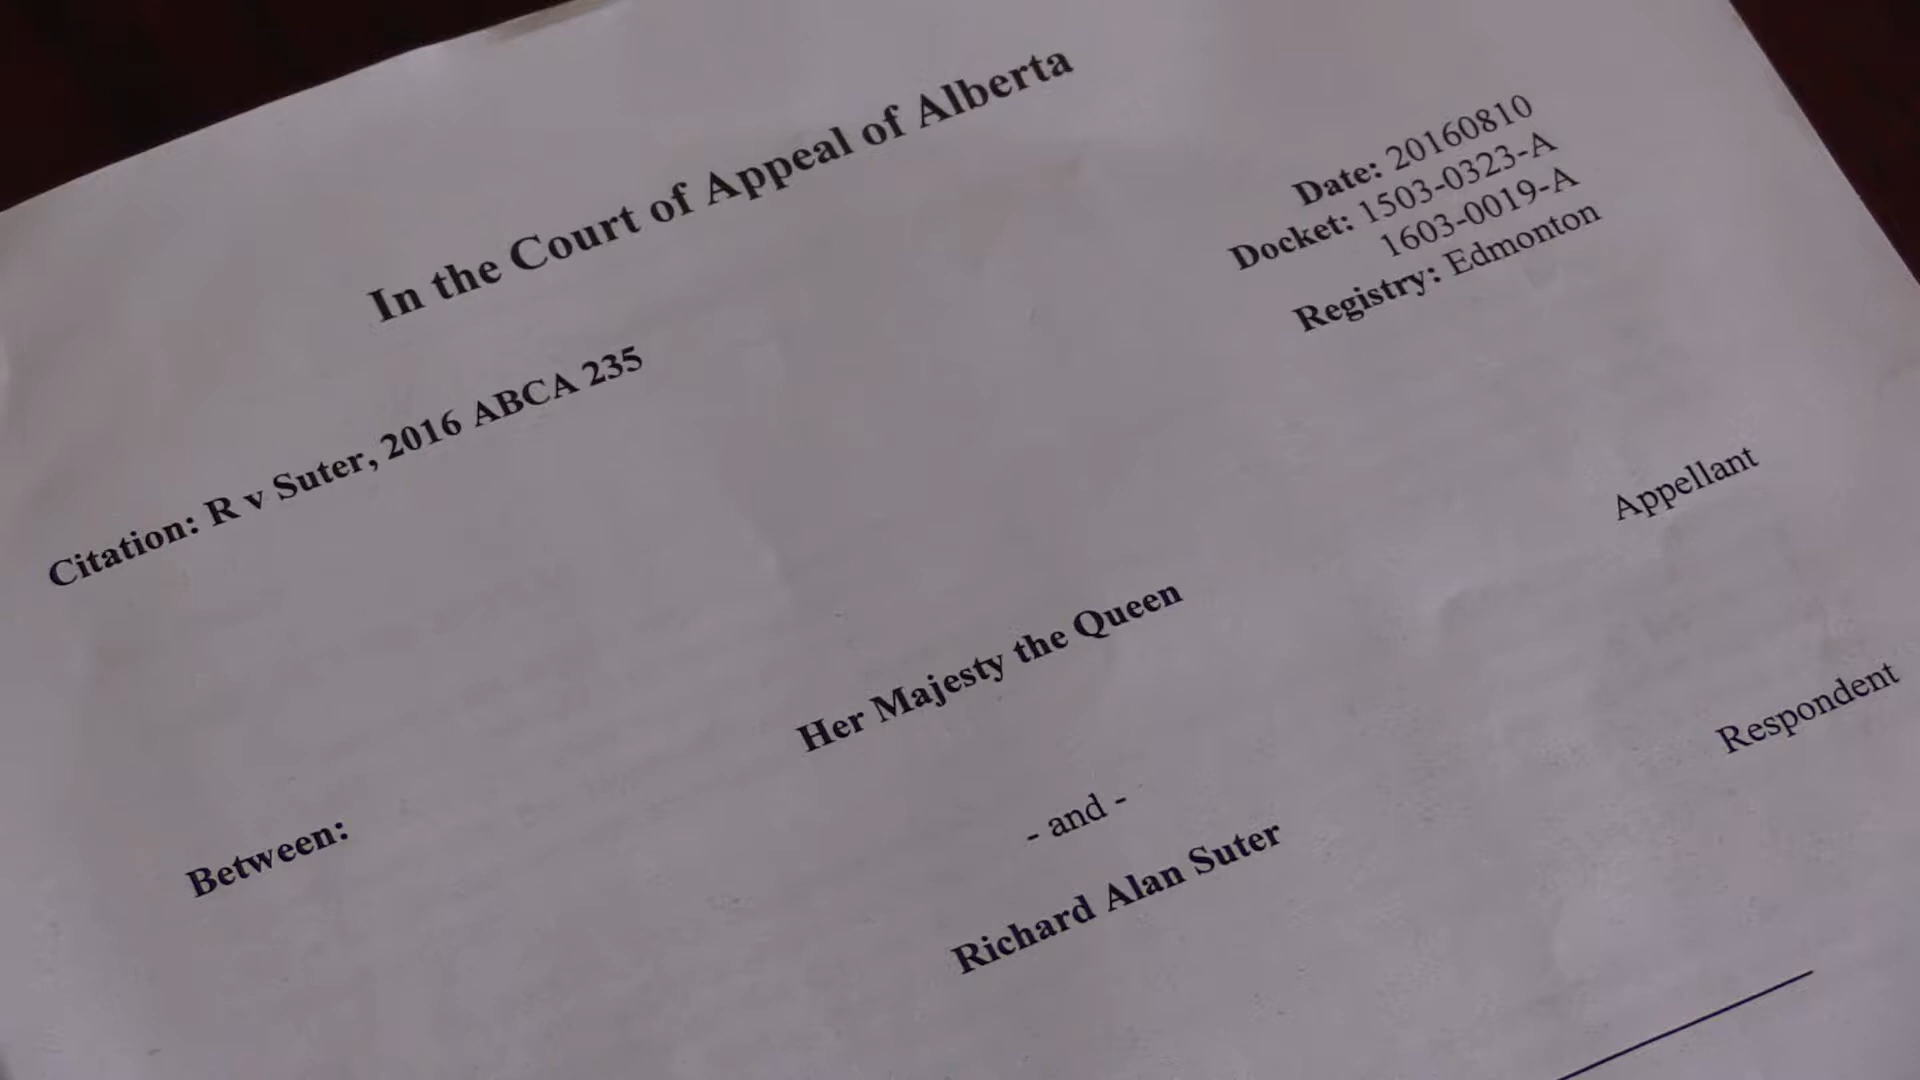 In the Court of Appeal of Alberta
Citation: R v Suter, 2016 ABCA 235
Date: 20160810
Docket: 1503-0323-A
1603-0019-A
Registry: Edmonton
Between:
Her Majesty the Queen
Appellant
- and -
Richard Alan Suter
Respondent